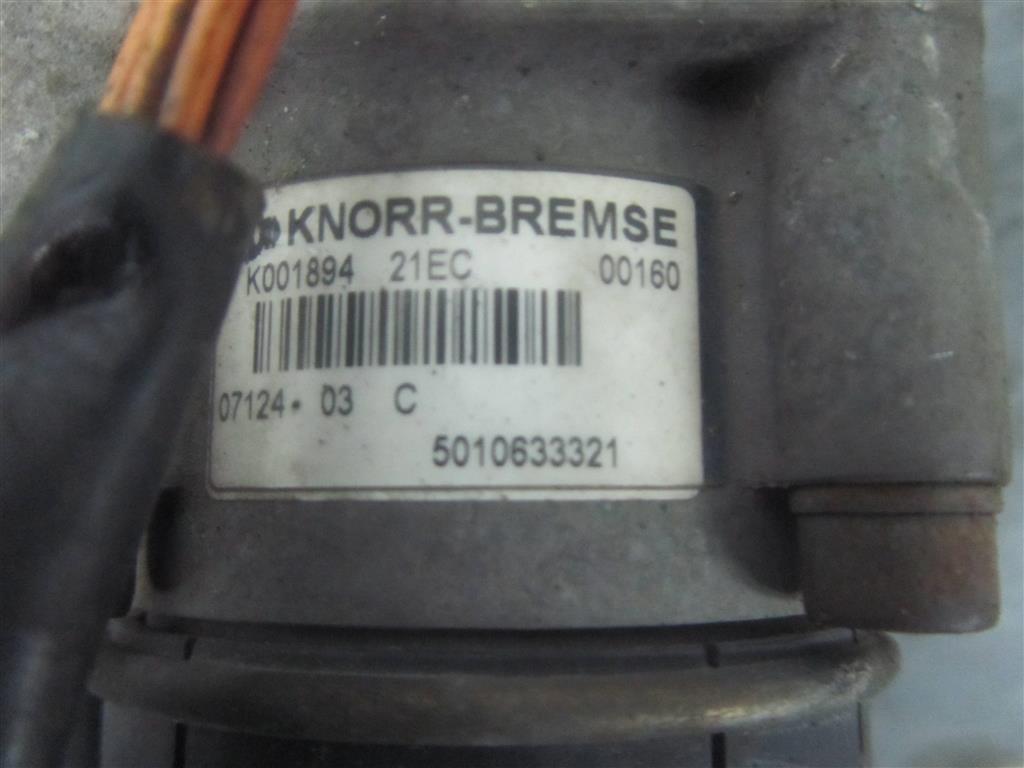 KNORR-BREMSE
K001894 21EC 00160
07124- 03 C
5010633321